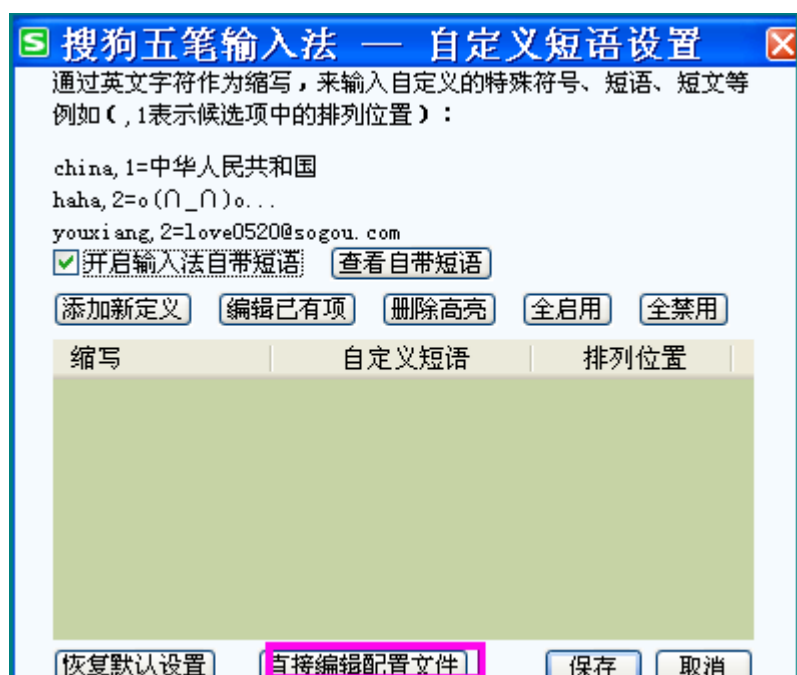 搜狗五笔输入法 — 自定义短语设置
通过英文字符作为缩写，来输入自定义的特殊符号、短语、短文等
例如(,1表示候选项中的排列位置)：
china,1=中华人民共和国
haha,2=o(∩_∩)o...
youxiang,2=love0520@sogou.com
开启输入法自带短语 查看自带短语
添加新定义 编辑已有项 删除高亮 全启用 全禁用
缩写 自定义短语 排列位置
恢复默认设置 直接编辑配置文件 保存 取消